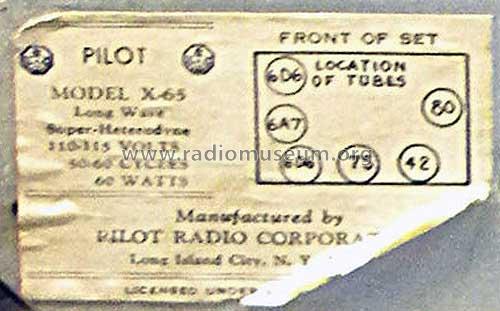 PILOT
MODEL X-65
Long Wave
Super-Heterodyne
110-115 VOLTS
50-60 CYCLES
60 WATTS
FRONT OF SET
LOCATION
OF TUBES
6D6
6A7
6D6
75
42
80
www.radiomuseum.org
Manufactured by
PILOT RADIO CORPORAT
Long Island City, N. Y.
LICENSED UNDER